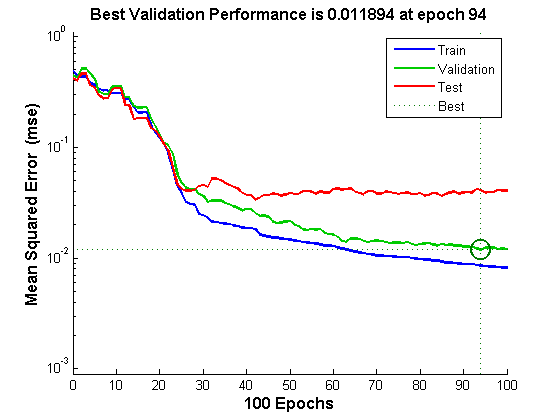 Best Validation Performance is 0.011894 at epoch 94
10^0
10^-1
10^-2
10^-3
Mean Squared Error (mse)
Train
Validation
Test
Best
0 10 20 30 40 50 60 70 80 90 100
100 Epochs